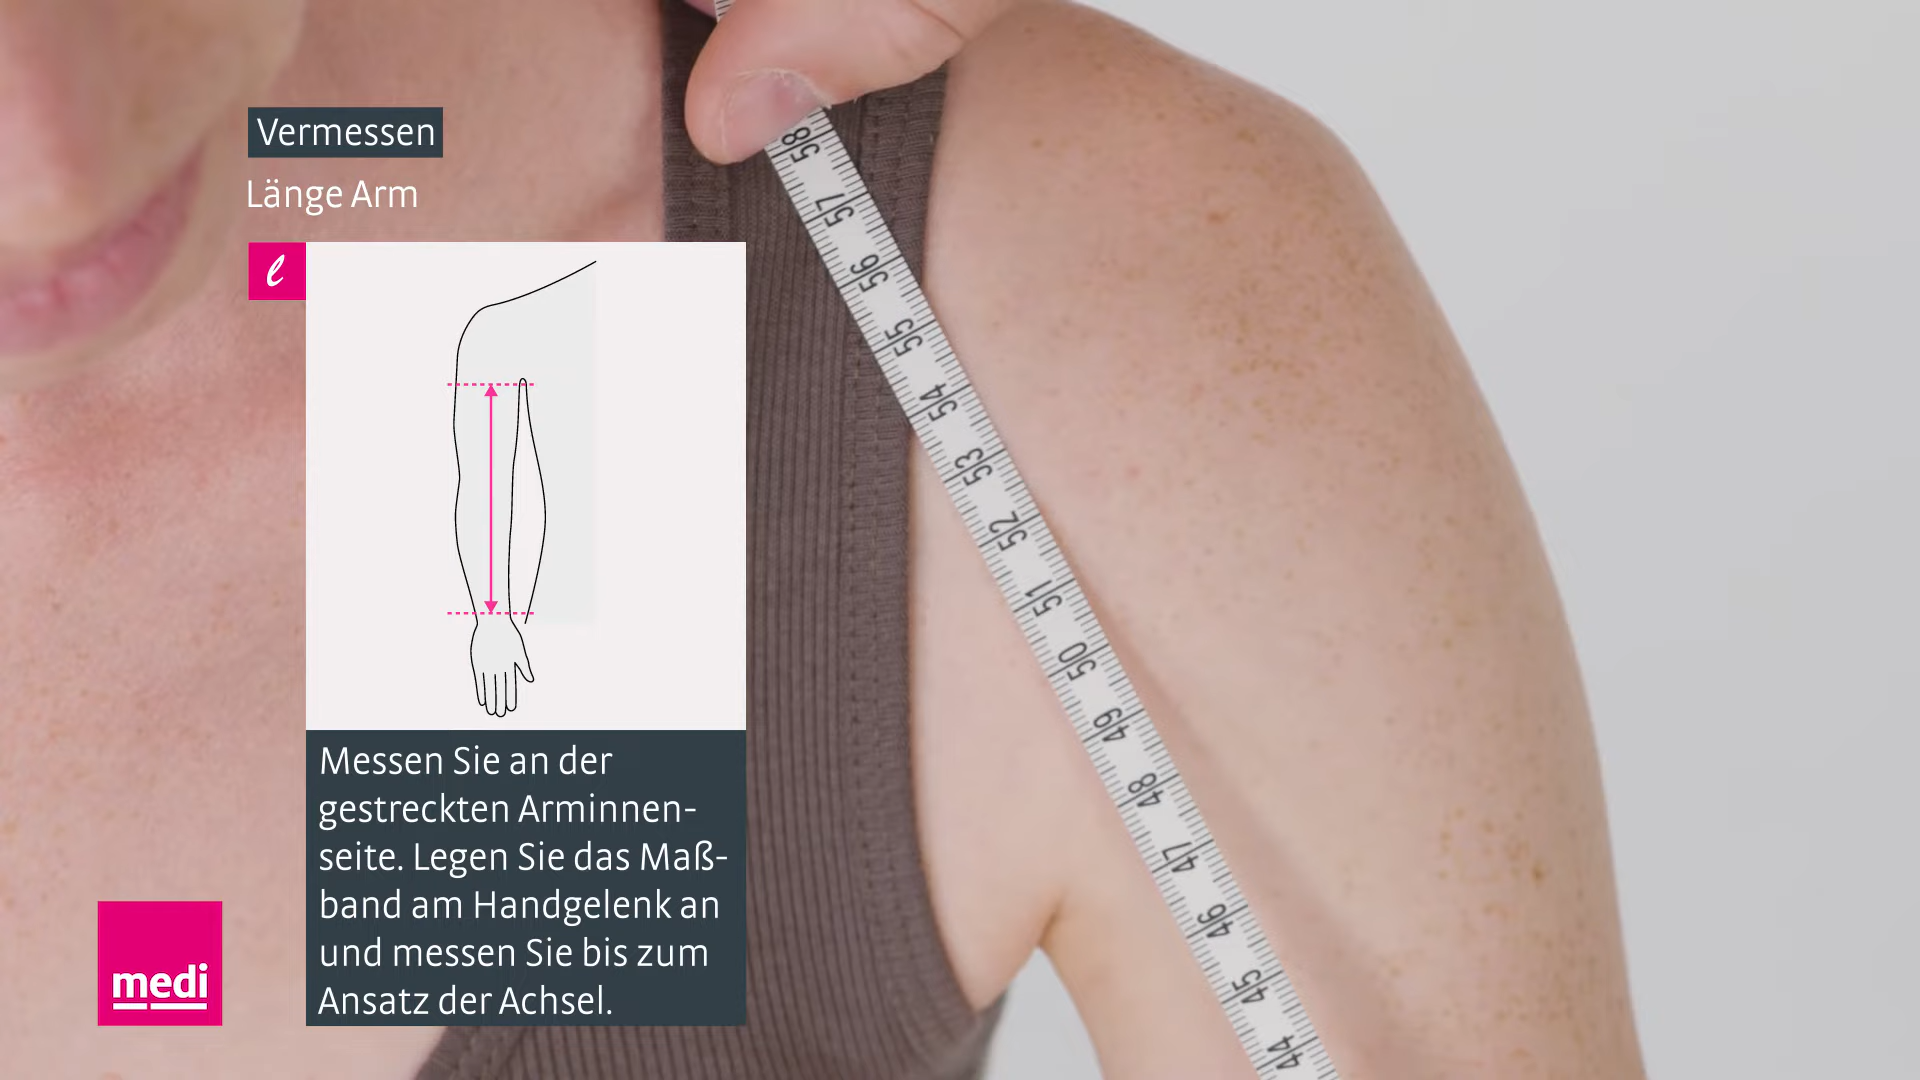 Vermessen
Länge Arm
ℓ
Messen Sie an der
gestreckten Arminnen-
seite. Legen Sie das Maß-
band am Handgelenk an
und messen Sie bis zum
Ansatz der Achsel.
medi
58
57
56
55
54
53
52
51
50
49
48
47
46
45
44